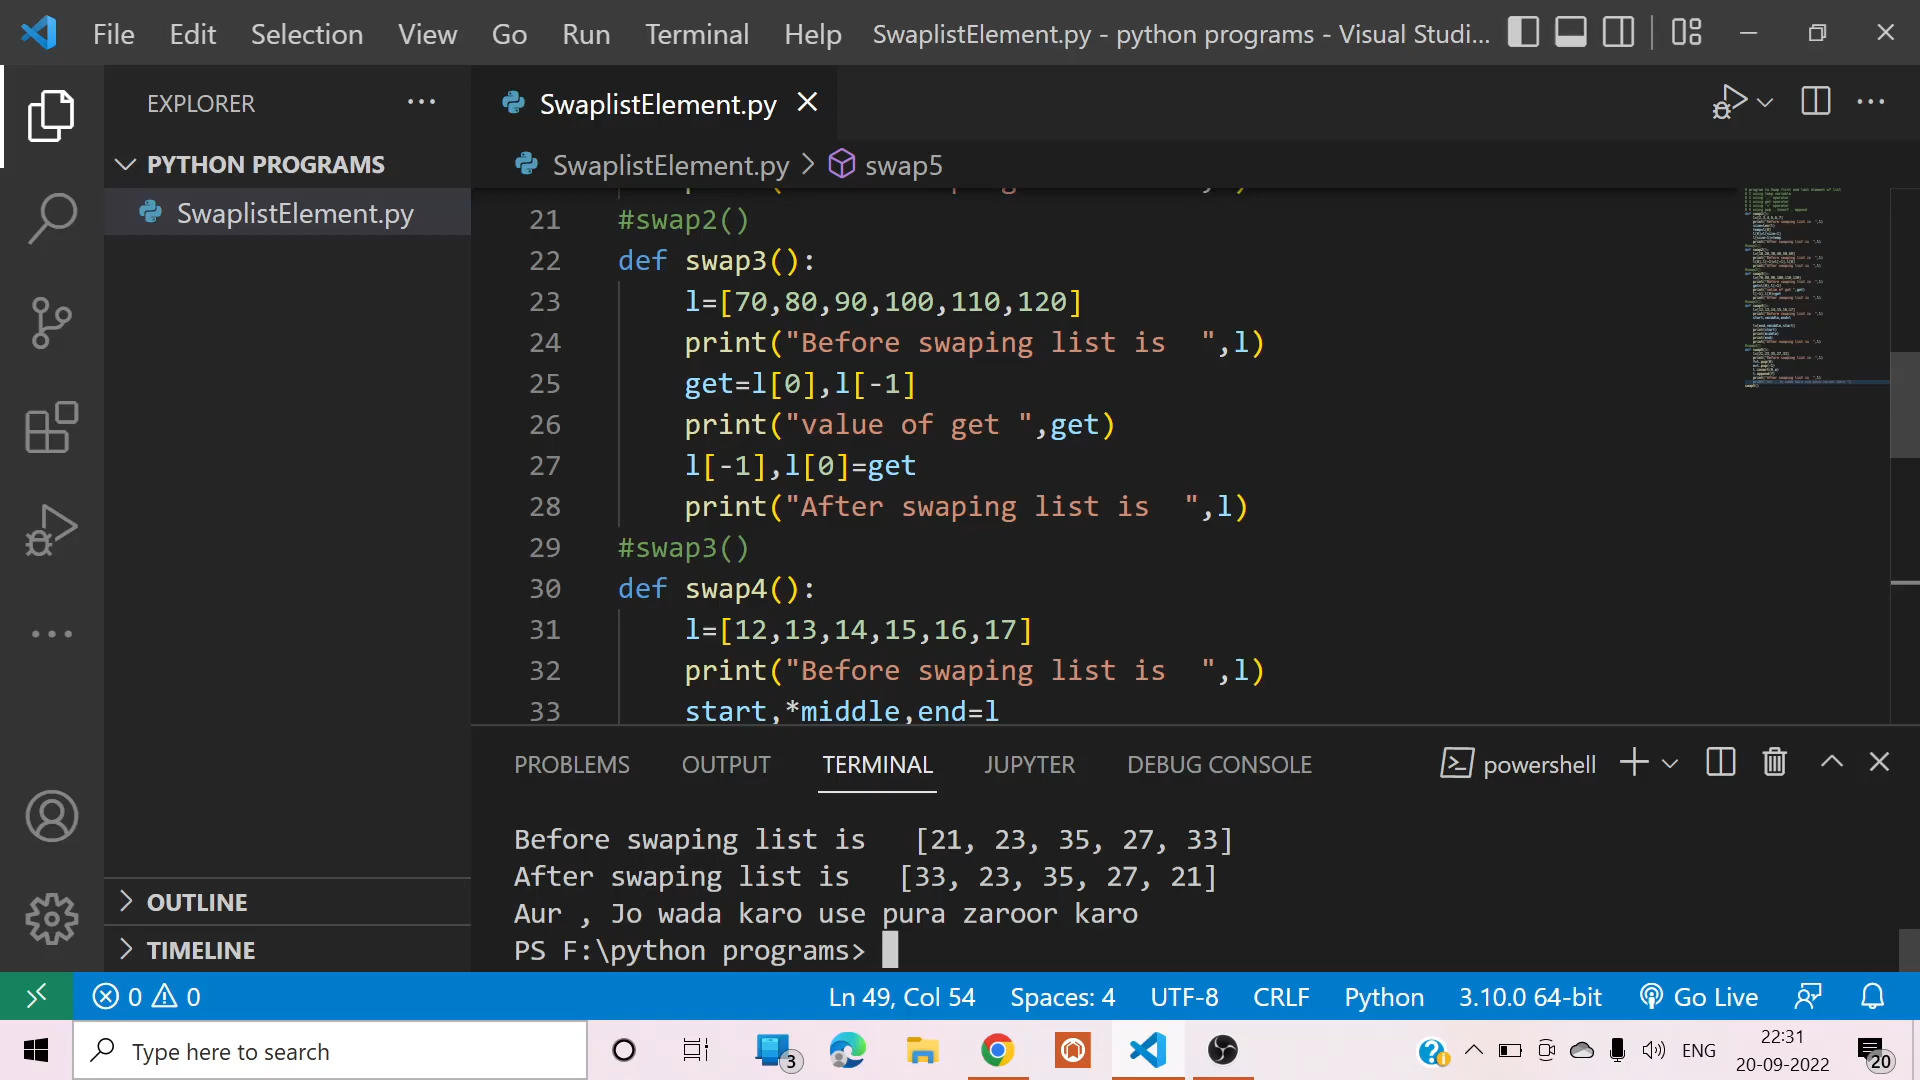 File Edit Selection View Go Run Terminal Help SwaplistElement.py - python programs - Visual Studi...
EXPLORER
SwaplistElement.py
PYTHON PROGRAMS
SwaplistElement.py > swap5
SwaplistElement.py
21 #swap2()
22 def swap3():
23 l=[70,80,90,100,110,120]
24 print("Before swaping list is  ",l)
25 get=l[0],l[-1]
26 print("value of get ",get)
27 l[-1],l[0]=get
28 print("After swaping list is  ",l)
29 #swap3()
30 def swap4():
31 l=[12,13,14,15,16,17]
32 print("Before swaping list is  ",l)
33 start,*middle,end=l
PROBLEMS OUTPUT TERMINAL JUPYTER DEBUG CONSOLE powershell
Before swaping list is   [21, 23, 35, 27, 33]
After swaping list is   [33, 23, 35, 27, 21]
Aur , Jo wada karo use pura zaroor karo
PS F:\python programs>
OUTLINE
TIMELINE
0 0 Ln 49, Col 54 Spaces: 4 UTF-8 CRLF Python 3.10.0 64-bit Go Live
Type here to search
3
ENG
22:31
20-09-2022
20